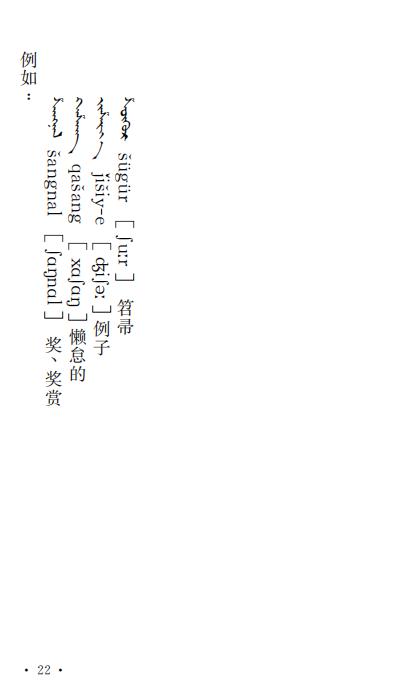 例如：
ᠱᠠᠩᠨᠠᠯ šangnal［ʃɑŋnɑl］奖、奖赏
ᠬᠠᠱᠠᠩ qašang［xɑʃɑŋ］懒怠的
ᠵᠢᠱᠢᠶ᠎ᠡ ǰišiy-e［ʤiʃəː］例子
ᠱᠦᠭᠦᠷ šügür［ʃuːr］笤帚
· 22 ·